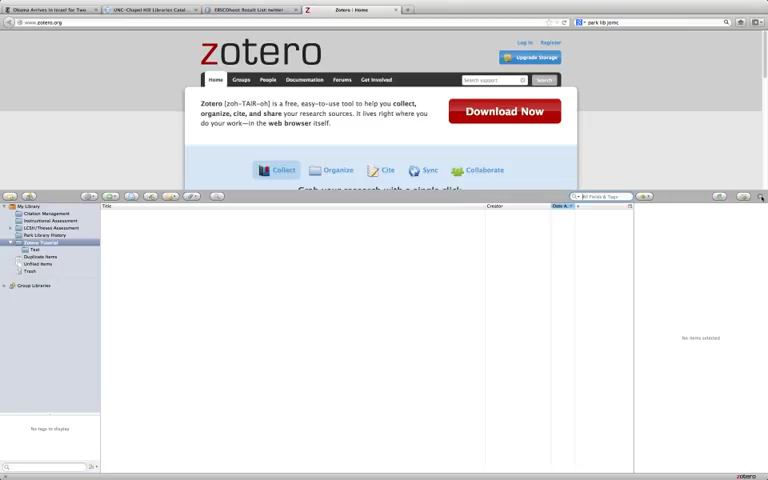 Obama Arrives in Israel for Two...
UNC-Chapel Hill Libraries Catal...
EBSCOhost Result List: twitter...
Zotero | Home
www.zotero.org
park lib jomc
zotero
Log In Register
Upgrade Storage
Home Groups People Documentation Forums Get Involved
Search support
Search
Zotero [zoh-TAIR-oh] is a free, easy-to-use tool to help you collect,
organize, cite, and share your research sources. It lives right where you
do your work—in the web browser itself.
Download Now
Collect Organize Cite Sync Collaborate
Grab your research with a single click.
All Fields & Tags
My Library
Title
Creator
Date A...
Citation Management
Instructional Assessment
LCSH/Theses Assessment
Park Library History
Zotero Tutorial
Test
Duplicate Items
Unfiled Items
Trash
Group Libraries
No items selected
No tags to display
zotero